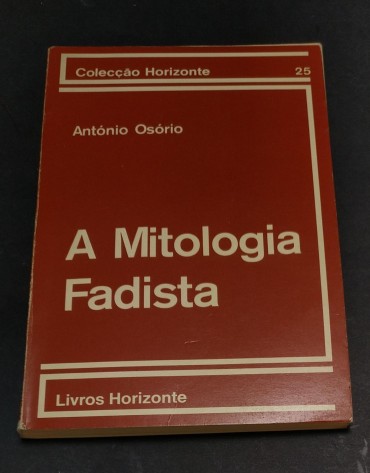 Colecção Horizonte 25
António Osório
A Mitologia
Fadista
Livros Horizonte